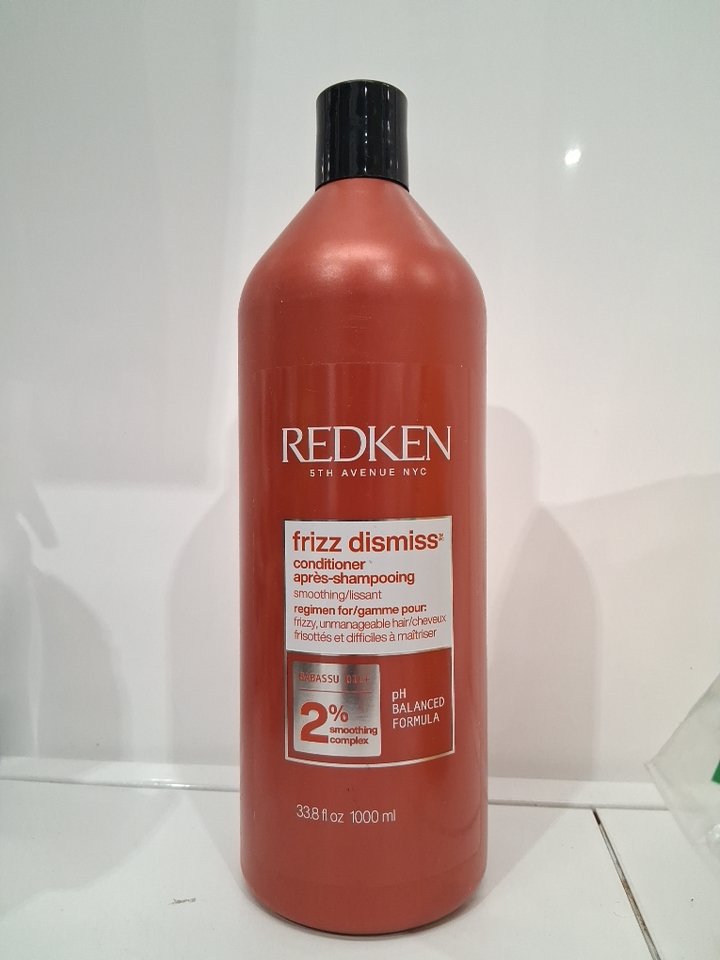 REDKEN
5TH AVENUE NYC
frizz dismiss
conditioner
après-shampooing
smoothing/lissant
regimen for/gamme pour:
frizzy, unmanageable hair/cheveux
frisottés et difficiles à maîtriser
BABASSU OIL+
2%
smoothing
complex
pH
BALANCED
FORMULA
33.8 fl oz 1000 ml